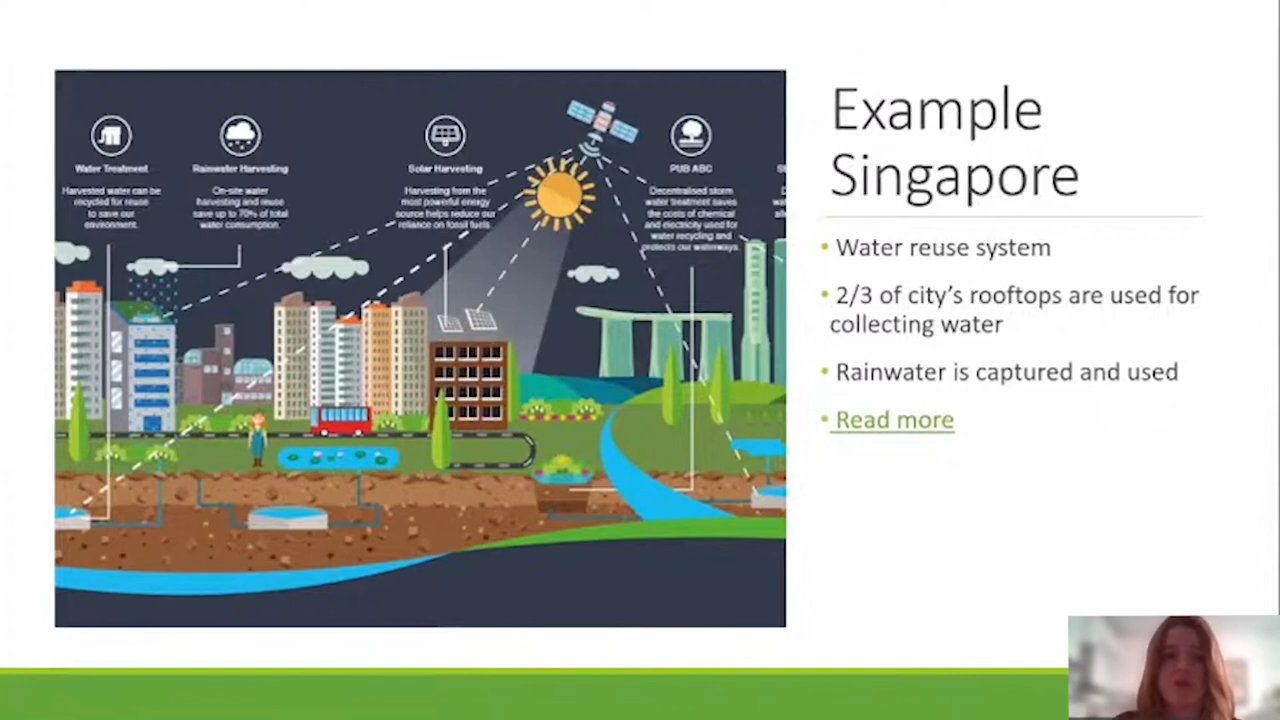 Water Treatment
Harvested water can be
recycled for reuse
to save our
environment.
Rainwater Harvesting
On-site water
harvesting and reuse
save up to 70% of total
water consumption.
Solar Harvesting
Harvesting from the
most powerful energy
source helps reduce our
reliance on fossil fuels.
PUB ABC
Decentralised storm
water treatment saves
the costs of chemical
and electricity used for
water recycling and
protects our waterways.
Example
Singapore
• Water reuse system
• 2/3 of city's rooftops are used for
collecting water
• Rainwater is captured and used
• Read more